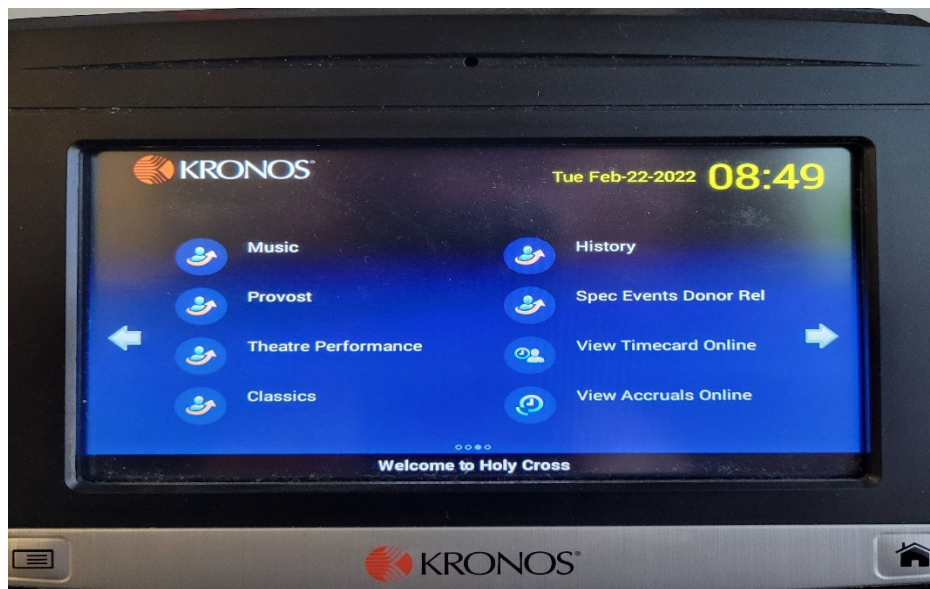 KRONOS
Tue Feb-22-2022 08:49
Music
History
Provost
Spec Events Donor Rel
Theatre Performance
View Timecard Online
Classics
View Accruals Online
Welcome to Holy Cross
KRONOS